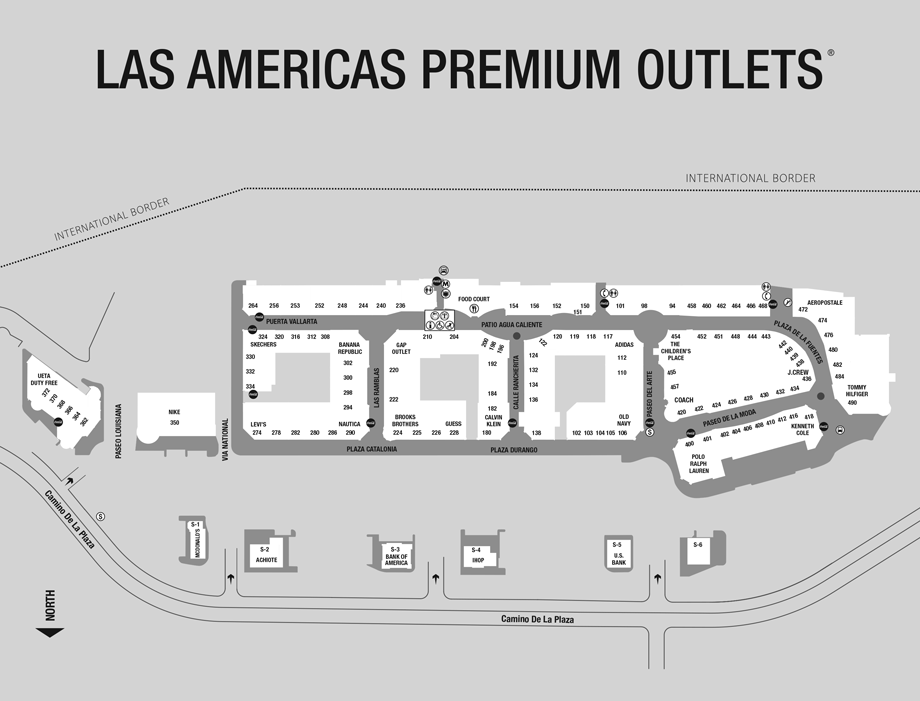 LAS AMERICAS PREMIUM OUTLETS®
INTERNATIONAL BORDER
INTERNATIONAL BORDER
264 256 253 252 248 244 240 236
FOOD COURT
154 156 152 150
151
101 98 94 458 460 462 464 466 468
AEROPOSTALE
472
474
476
480
482
484
TOMMY
HILFIGER
490
PUERTA VALLARTA
PATIO AGUA CALIENTE
PLAZA DE LA FUENTES
324 320 316 312 308
SKECHERS
330
332
334
BANANA
REPUBLIC
302
300
298
294
LEVI'S
NAUTICA
274 278 282 280 286 290
LAS RAMBLAS
210 204
GAP
OUTLET
220
222
BROOKS
BROTHERS
GUESS
224 225 226 228
200
198
196
192
184
182
CALVIN
KLEIN
180
CALLE RANCHERITA
122
124
132
134
136
138
120 119 118 117
ADIDAS
112
110
OLD
NAVY
102 103 104 105 106
PASEO DEL ARTE
454 452 451 449 448 444 443
THE
CHILDREN'S
PLACE
455
457
442
440
439
438
J.CREW
436
COACH
420 422 424 426 428 430 432 434
PASEO DE LA MODA
400 401 402 404 406 408 410 412 416 418
KENNETH
COLE
POLO
RALPH
LAUREN
PLAZA CATALONIA
PLAZA DURANGO
UETA
DUTY FREE
372
370
368
366
364
362
PASEO LOUISIANA
NIKE
350
VIA NATIONAL
S
S
M
S-1
MCDONALD'S
S-2
ACHIOTE
S-3
BANK OF
AMERICA
S-4
IHOP
S-5
U.S.
BANK
S-6
Camino De La Plaza
Camino De La Plaza
NORTH